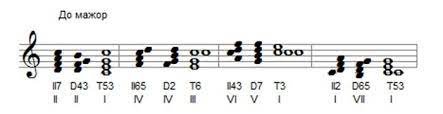 До мажор
II7 D43 T53 II65 D2 T6 II43 D7 T3 II2 D65 T53
II II I IV IV III VI V I I VII I